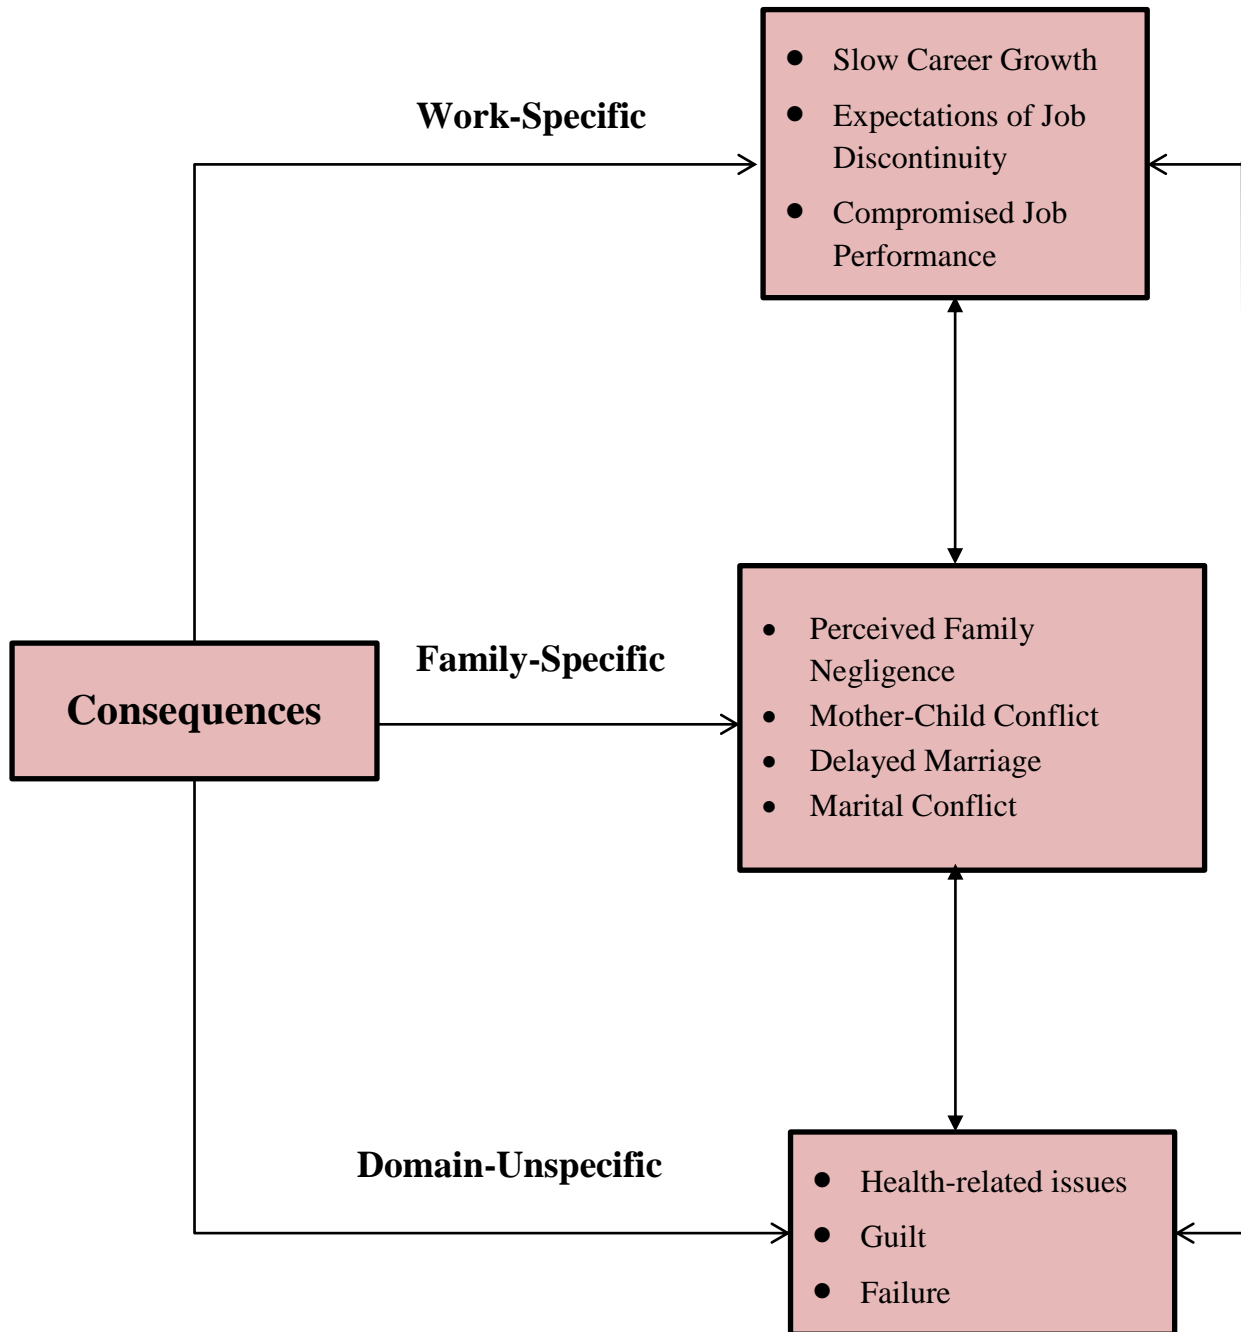 Work-Specific
• Slow Career Growth
• Expectations of Job
Discontinuity
• Compromised Job
Performance
Consequences
Family-Specific
• Perceived Family
Negligence
• Mother-Child Conflict
• Delayed Marriage
• Marital Conflict
Domain-Unspecific
• Health-related issues
• Guilt
• Failure